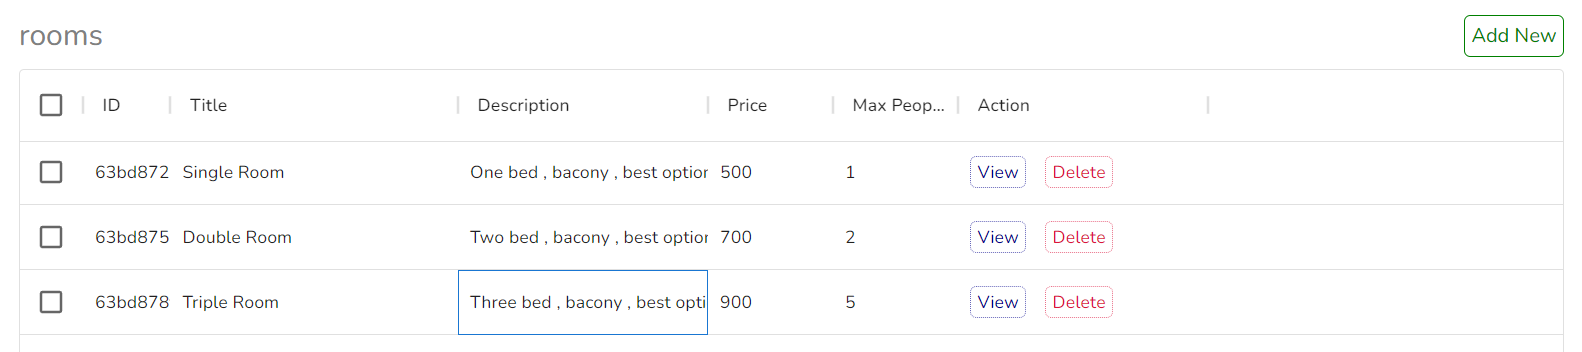 rooms Add New
ID Title Description Price Max Peop... Action
63bd872 Single Room One bed , bacony , best option 500 1 View Delete
63bd875 Double Room Two bed , bacony , best option 700 2 View Delete
63bd878 Triple Room Three bed , bacony , best opti 900 5 View Delete